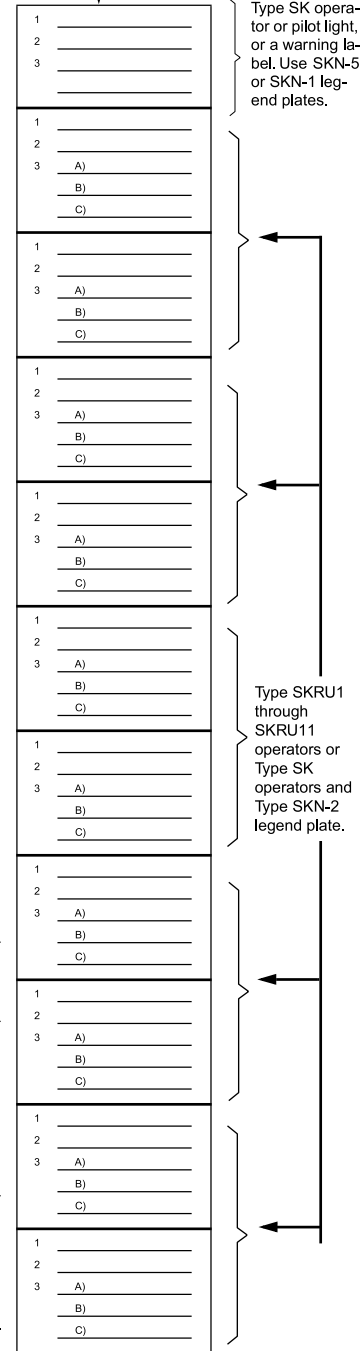 1
2
3
Type SK opera-
tor or pilot light,
or a warning la-
bel. Use SKN-5
or SKN-1 leg-
end plates.
1
2
3 A)
B)
C)
1
2
3 A)
B)
C)
1
2
3 A)
B)
C)
1
2
3 A)
B)
C)
1
2
3 A)
B)
C)
1
2
3 A)
B)
C)
Type SKRU1
through
SKRU11
operators or
Type SK
operators and
Type SKN-2
legend plate.
1
2
3 A)
B)
C)
1
2
3 A)
B)
C)
1
2
3 A)
B)
C)
1
2
3 A)
B)
C)